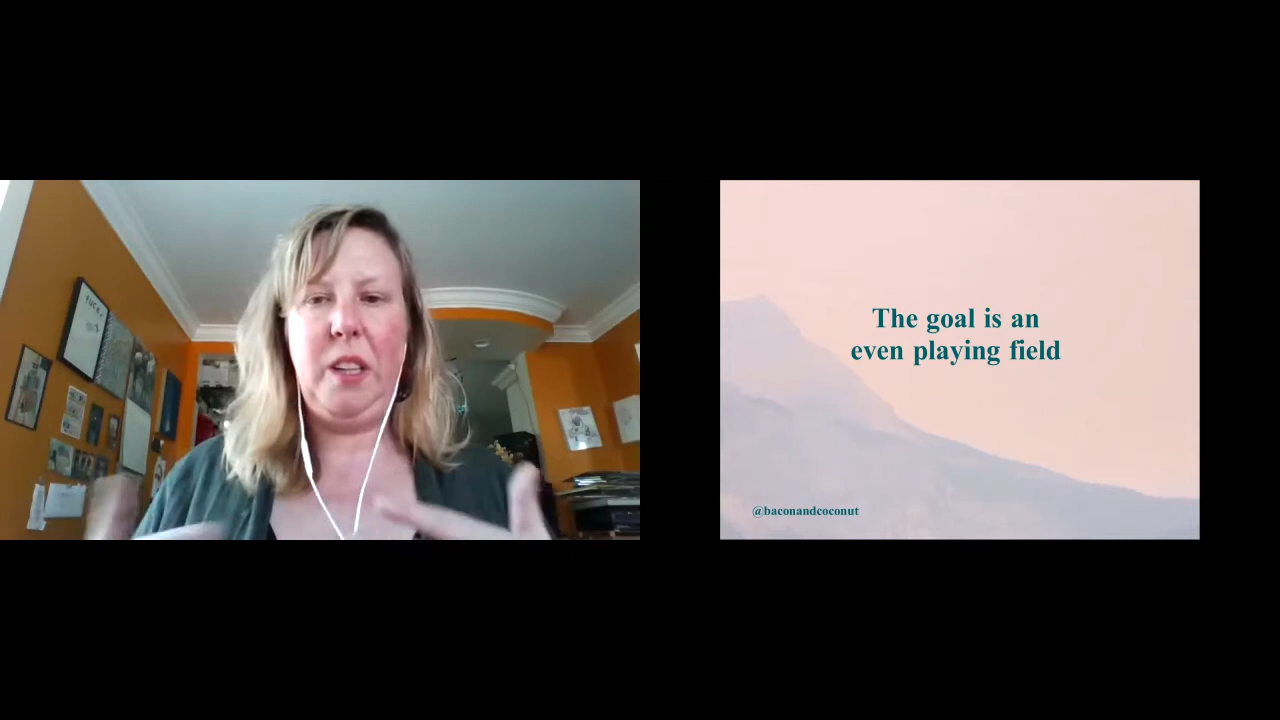 The goal is an
even playing field
@baconandcoconut